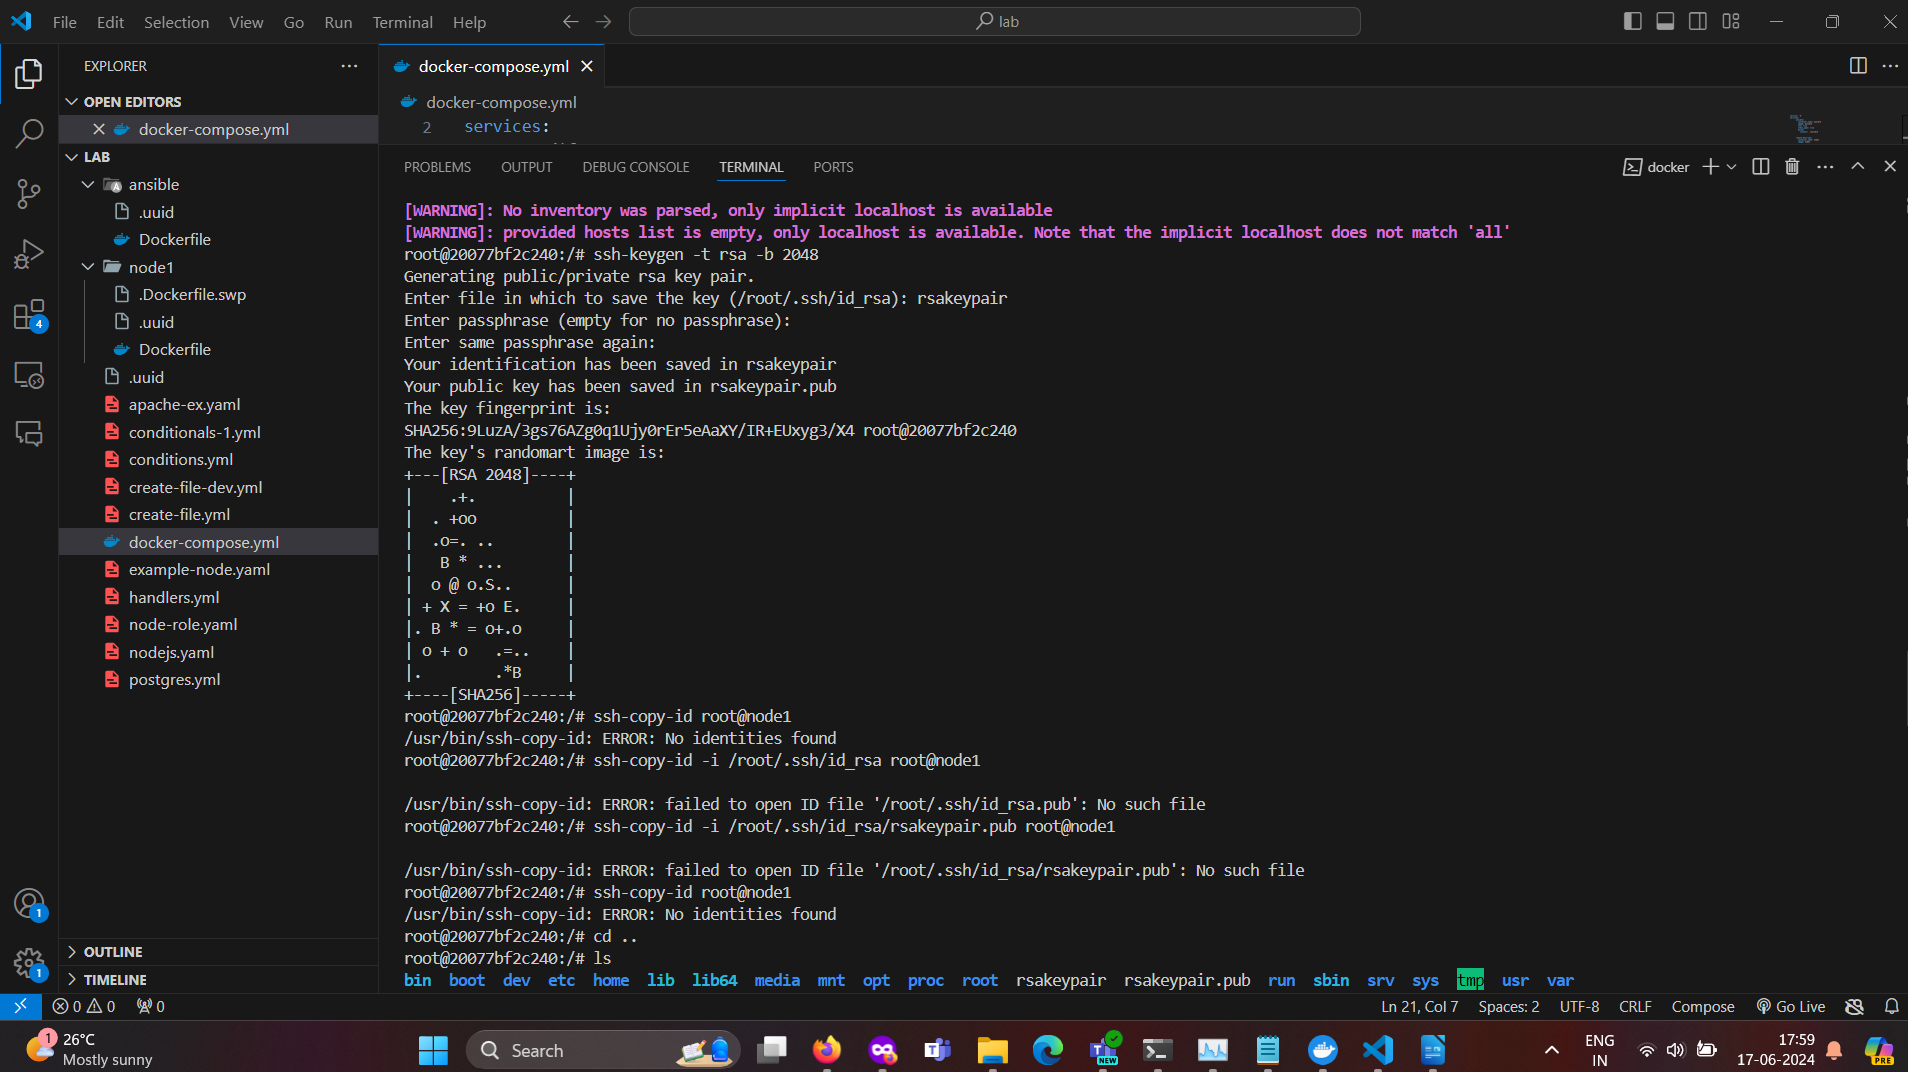 File Edit Selection View Go Run Terminal Help
lab
EXPLORER
OPEN EDITORS
docker-compose.yml
LAB
ansible
.uuid
Dockerfile
node1
.Dockerfile.swp
.uuid
Dockerfile
.uuid
apache-ex.yaml
conditionals-1.yml
conditions.yml
create-file-dev.yml
create-file.yml
docker-compose.yml
example-node.yaml
handlers.yml
node-role.yaml
nodejs.yaml
postgres.yml
OUTLINE
TIMELINE
4
1
1
docker-compose.yml
docker-compose.yml
2 services:
PROBLEMS OUTPUT DEBUG CONSOLE TERMINAL PORTS
docker
[WARNING]: No inventory was parsed, only implicit localhost is available
[WARNING]: provided hosts list is empty, only localhost is available. Note that the implicit localhost does not match 'all'
root@20077bf2c240:/# ssh-keygen -t rsa -b 2048
Generating public/private rsa key pair.
Enter file in which to save the key (/root/.ssh/id_rsa): rsakeypair
Enter passphrase (empty for no passphrase):
Enter same passphrase again:
Your identification has been saved in rsakeypair
Your public key has been saved in rsakeypair.pub
The key fingerprint is:
SHA256:9LuzA/3gs76AZg0q1Ujy0rEr5eAaXY/IR+EUxyg3/X4 root@20077bf2c240
The key's randomart image is:
+---[RSA 2048]----+
|    .+.          |
|  . +oo          |
|  .o=. ..        |
|   B * ...       |
|  o @ o.S..      |
| + X = +o E.     |
|. B * = o+.o     |
| o + o   .=..    |
|.        .*B     |
+----[SHA256]-----+
root@20077bf2c240:/# ssh-copy-id root@node1
/usr/bin/ssh-copy-id: ERROR: No identities found
root@20077bf2c240:/# ssh-copy-id -i /root/.ssh/id_rsa root@node1
/usr/bin/ssh-copy-id: ERROR: failed to open ID file '/root/.ssh/id_rsa.pub': No such file
root@20077bf2c240:/# ssh-copy-id -i /root/.ssh/id_rsa/rsakeypair.pub root@node1
/usr/bin/ssh-copy-id: ERROR: failed to open ID file '/root/.ssh/id_rsa/rsakeypair.pub': No such file
root@20077bf2c240:/# ssh-copy-id root@node1
/usr/bin/ssh-copy-id: ERROR: No identities found
root@20077bf2c240:/# cd ..
root@20077bf2c240:/# ls
bin boot dev etc home lib lib64 media mnt opt proc root rsakeypair rsakeypair.pub run sbin srv sys tmp usr var
0 0 0 Ln 21, Col 7 Spaces: 2 UTF-8 CRLF Compose Go Live
1
26°C
Mostly sunny
Search
NEW
ENG
IN
17:59
17-06-2024
PRE